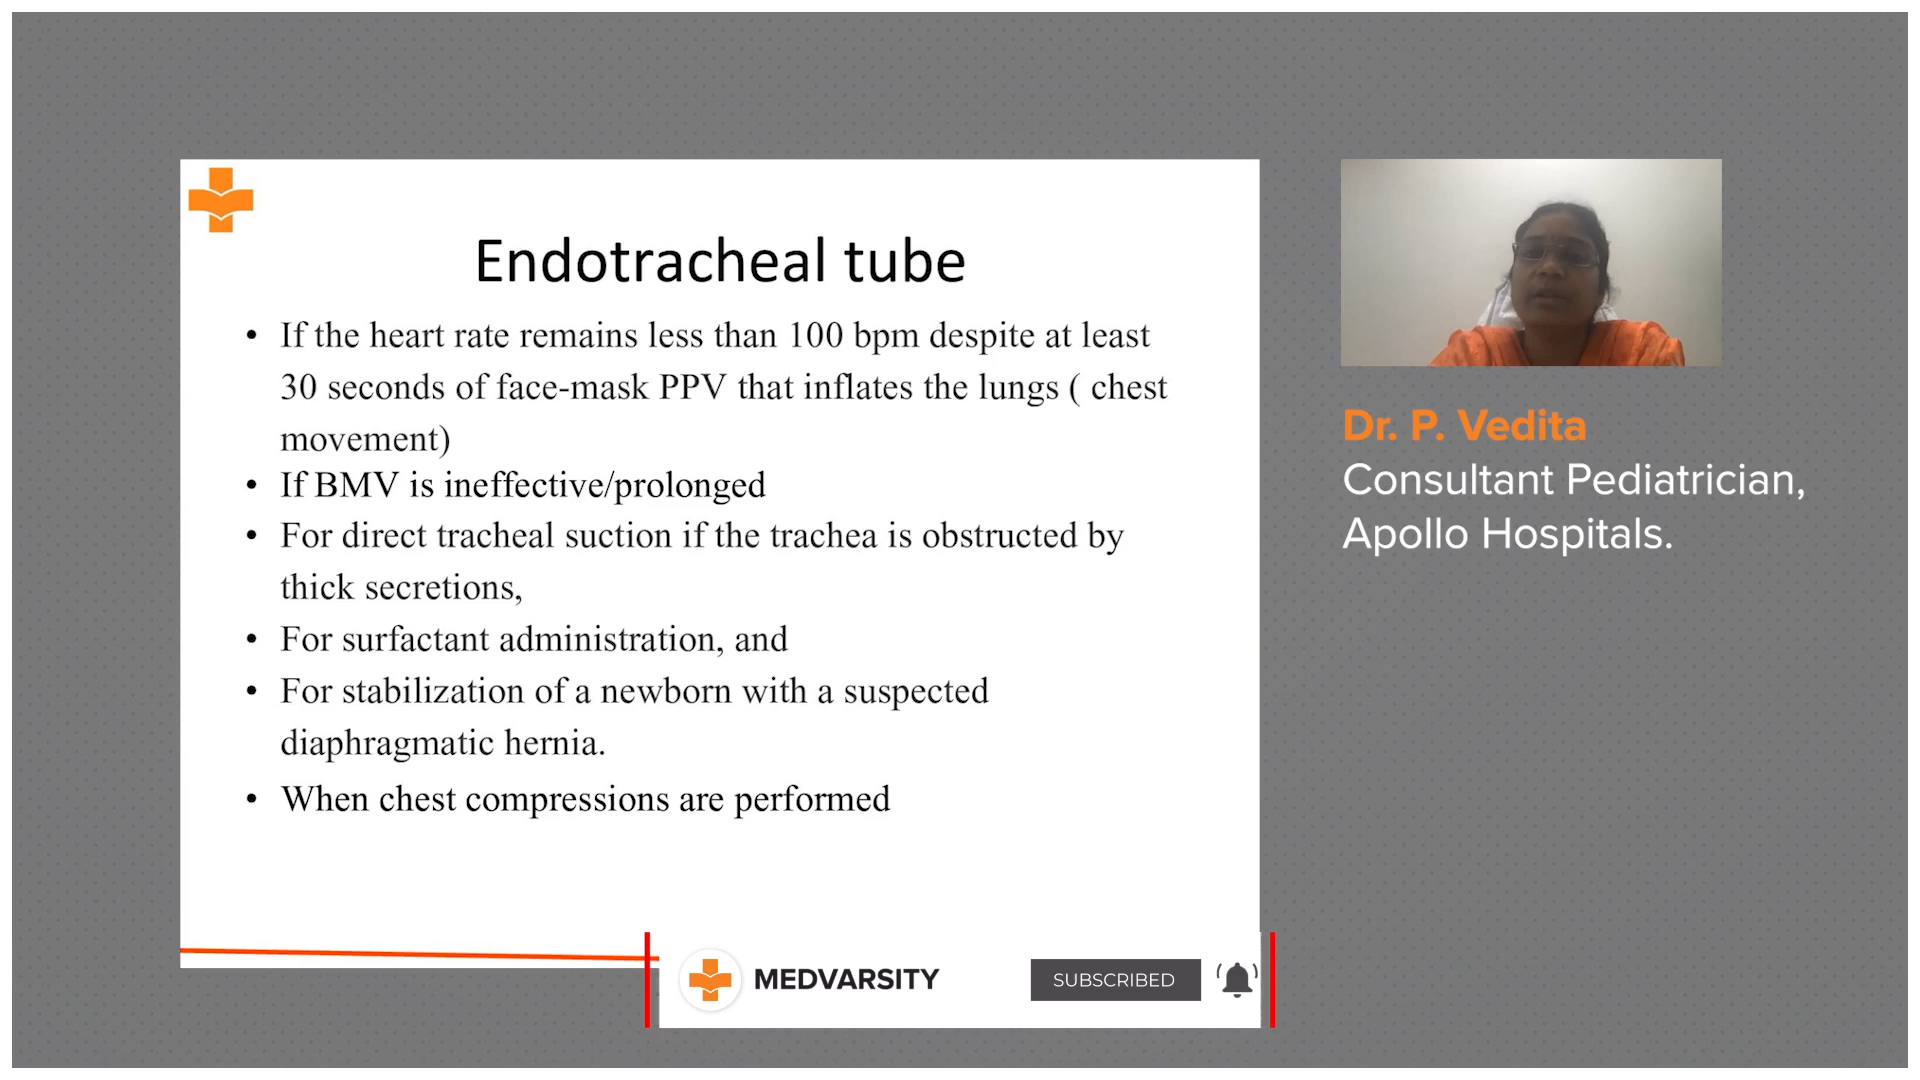 Endotracheal tube
• If the heart rate remains less than 100 bpm despite at least
30 seconds of face-mask PPV that inflates the lungs ( chest
movement)
• If BMV is ineffective/prolonged
• For direct tracheal suction if the trachea is obstructed by
thick secretions,
• For surfactant administration, and
• For stabilization of a newborn with a suspected
diaphragmatic hernia.
• When chest compressions are performed
Dr. P. Vedita
Consultant Pediatrician,
Apollo Hospitals.
MEDVARSITY
SUBSCRIBED